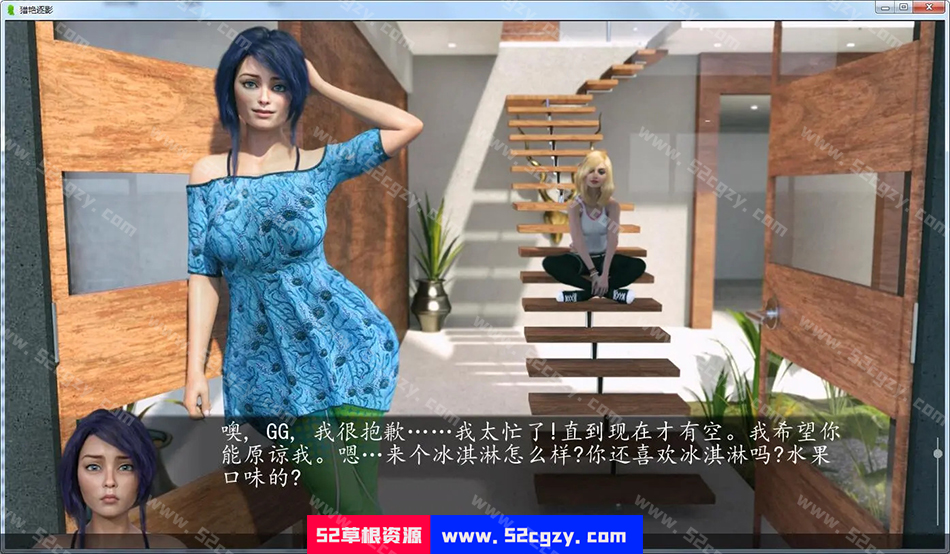 猎艳逐影
噢, GG, 我很抱歉……我太忙了!直到现在才有空。我希望你
能原谅我。嗯…来个冰淇淋怎么样?你还喜欢冰淇淋吗?水果
口味的?
52草根资源 www.52cgzy.com